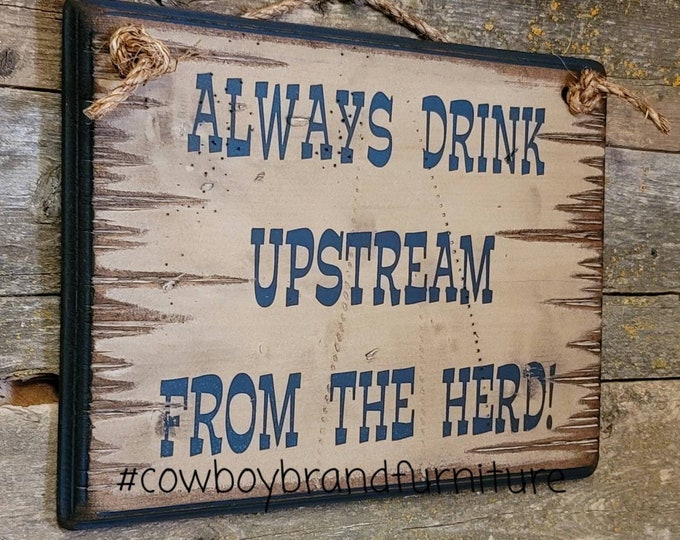 ALWAYS DRINK
UPSTREAM
FROM THE HERD!
#cowboybrandfurniture